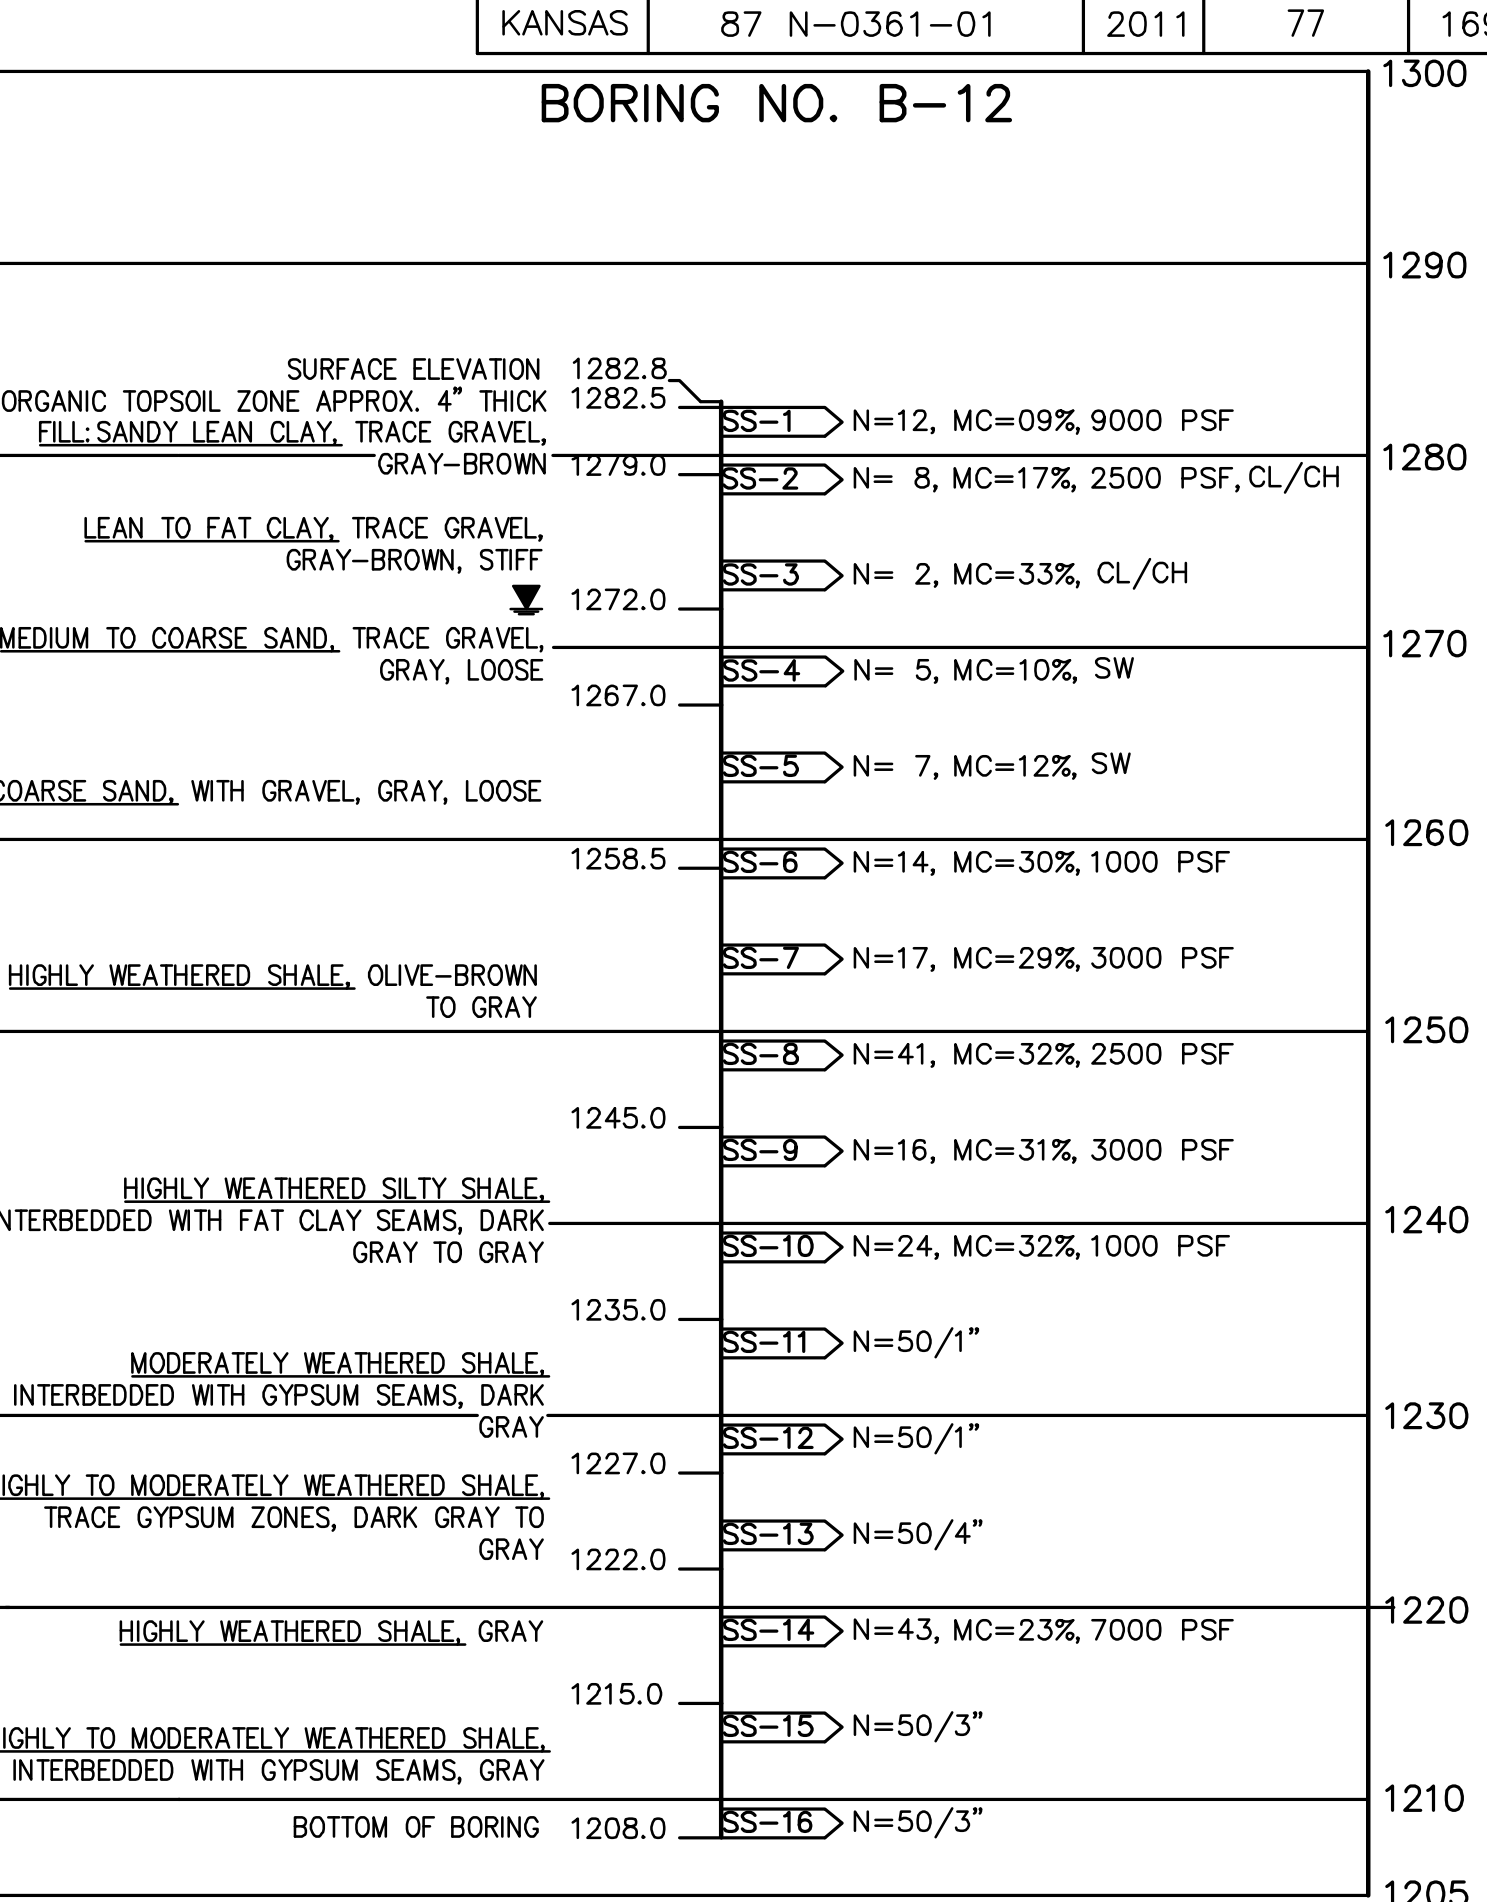 KANSAS 87 N-0361-01 2011 77
1300
BORING NO. B-12
1290
SURFACE ELEVATION 1282.8
ORGANIC TOPSOIL ZONE APPROX. 4" THICK 1282.5
SS-1 N=12, MC=09%, 9000 PSF
FILL: SANDY LEAN CLAY, TRACE GRAVEL,
GRAY-BROWN 1279.0
1280
SS-2 N= 8, MC=17%, 2500 PSF, CL/CH
LEAN TO FAT CLAY, TRACE GRAVEL,
GRAY-BROWN, STIFF
SS-3 N= 2, MC=33%, CL/CH
1272.0
MEDIUM TO COARSE SAND, TRACE GRAVEL,
1270
GRAY, LOOSE
SS-4 N= 5, MC=10%, SW
1267.0
SS-5 N= 7, MC=12%, SW
COARSE SAND, WITH GRAVEL, GRAY, LOOSE
1260
1258.5
SS-6 N=14, MC=30%, 1000 PSF
SS-7 N=17, MC=29%, 3000 PSF
HIGHLY WEATHERED SHALE, OLIVE-BROWN
TO GRAY
1250
SS-8 N=41, MC=32%, 2500 PSF
1245.0
SS-9 N=16, MC=31%, 3000 PSF
HIGHLY WEATHERED SILTY SHALE,
NTERBEDDED WITH FAT CLAY SEAMS, DARK
1240
GRAY TO GRAY
SS-10 N=24, MC=32%, 1000 PSF
1235.0
SS-11 N=50/1"
MODERATELY WEATHERED SHALE,
INTERBEDDED WITH GYPSUM SEAMS, DARK
GRAY
1230
SS-12 N=50/1"
1227.0
IGHLY TO MODERATELY WEATHERED SHALE,
TRACE GYPSUM ZONES, DARK GRAY TO
GRAY
SS-13 N=50/4"
1222.0
1220
HIGHLY WEATHERED SHALE, GRAY
SS-14 N=43, MC=23%, 7000 PSF
1215.0
SS-15 N=50/3"
IGHLY TO MODERATELY WEATHERED SHALE,
INTERBEDDED WITH GYPSUM SEAMS, GRAY
1210
BOTTOM OF BORING 1208.0
SS-16 N=50/3"
1205